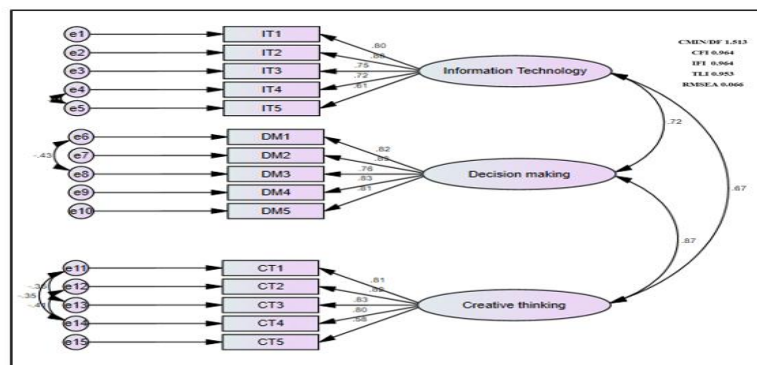 e1 IT1 .80
e2 IT2
e3 IT3 .75 Information Technology
e4 IT4 .72
e5 IT5 .61
CMIN/DF 1.513
CFI 0.964
IFI 0.964
TLI 0.953
RMSEA 0.066
.72
.67
e6 DM1 .82
-.43 e7 DM2
e8 DM3 .76 Decision making
e9 DM4 .83
e10 DM5 .81
.87
e11 CT1 .81
e12 CT2
-.35 e13 CT3 .83 Creative thinking
e14 CT4 .80
e15 CT5 .58